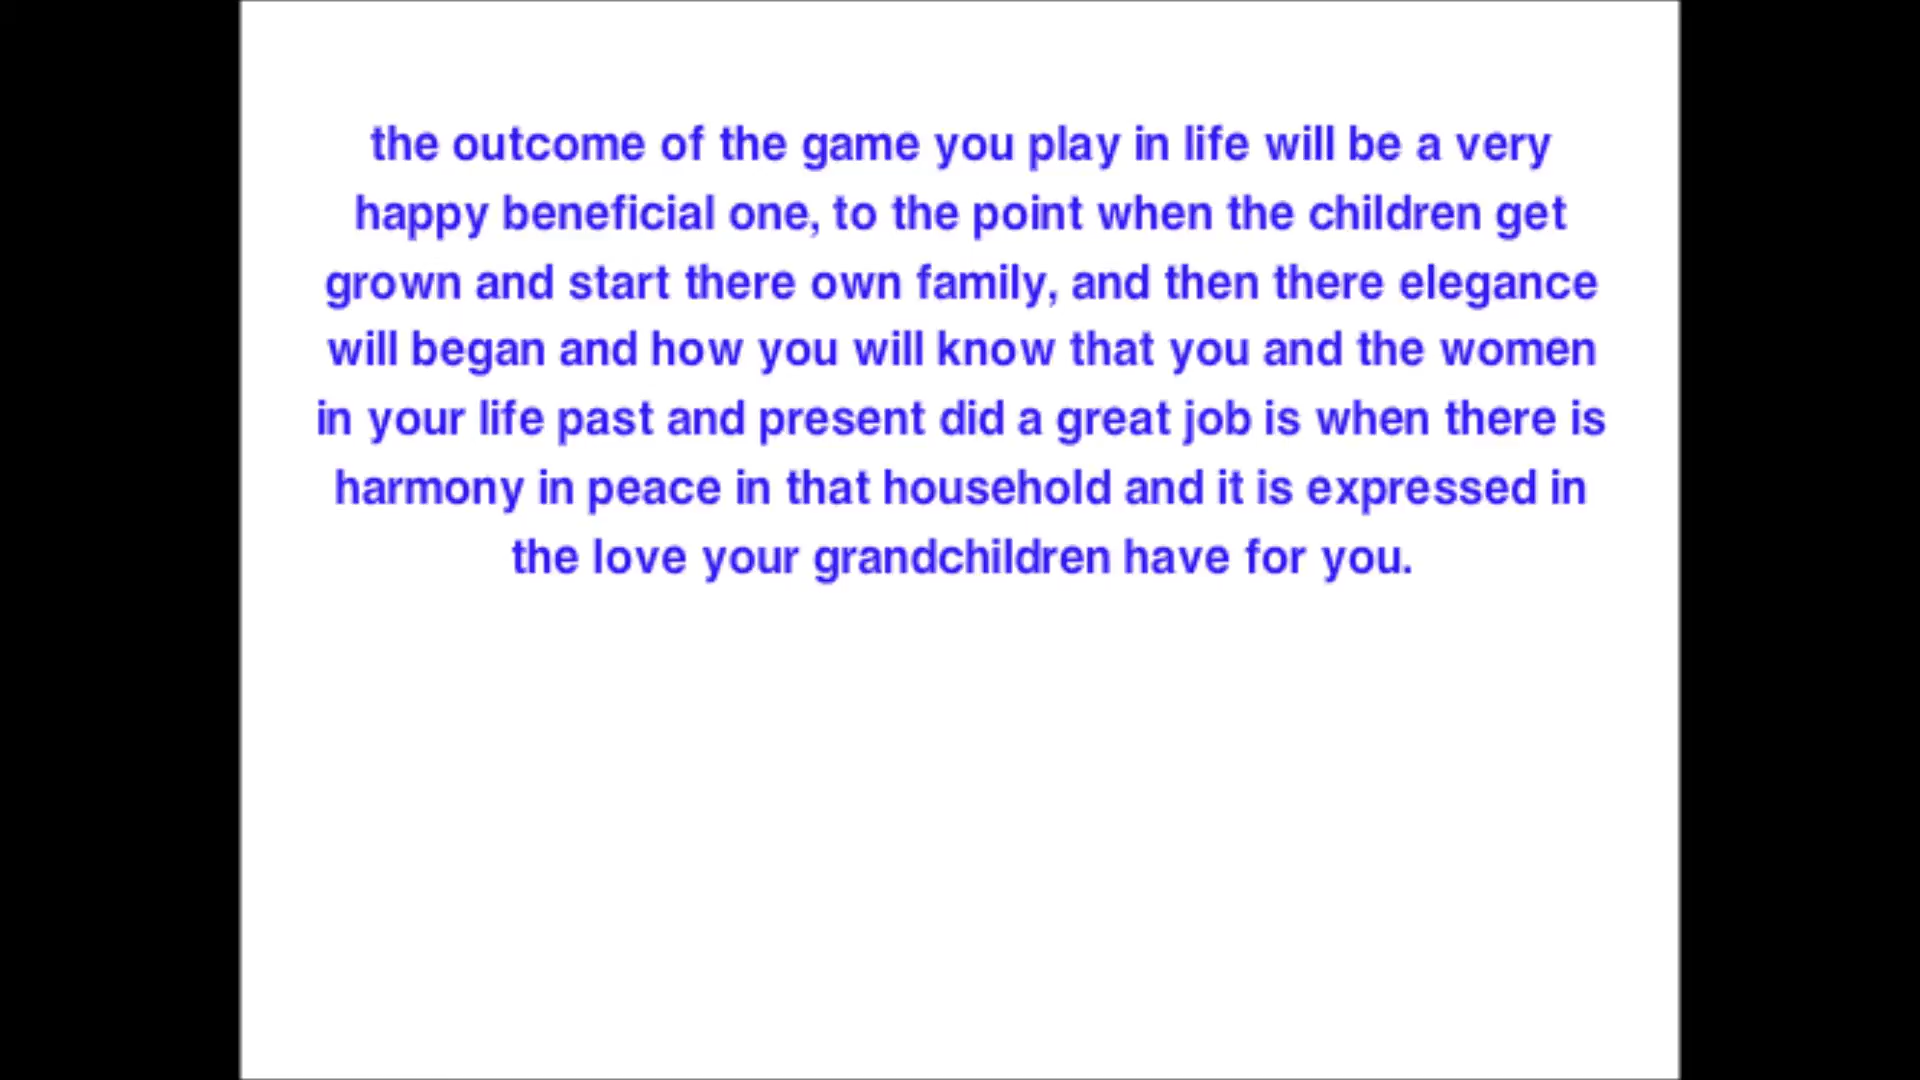 the outcome of the game you play in life will be a very
happy beneficial one, to the point when the children get
grown and start there own family, and then there elegance
will began and how you will know that you and the women
in your life past and present did a great job is when there is
harmony in peace in that household and it is expressed in
the love your grandchildren have for you.